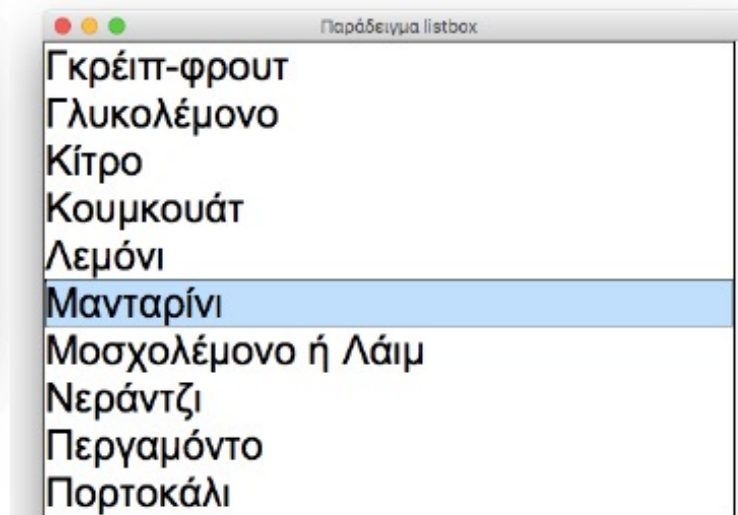 Παράδειγμα listbox
Γκρέιπ-φρουτ
Γλυκολέμονο
Κίτρο
Κουμκουάτ
Λεμόνι
Μανταρίνι
Μοσχολέμονο ή Λάιμ
Νεράντζι
Περγαμόντο
Πορτοκάλι